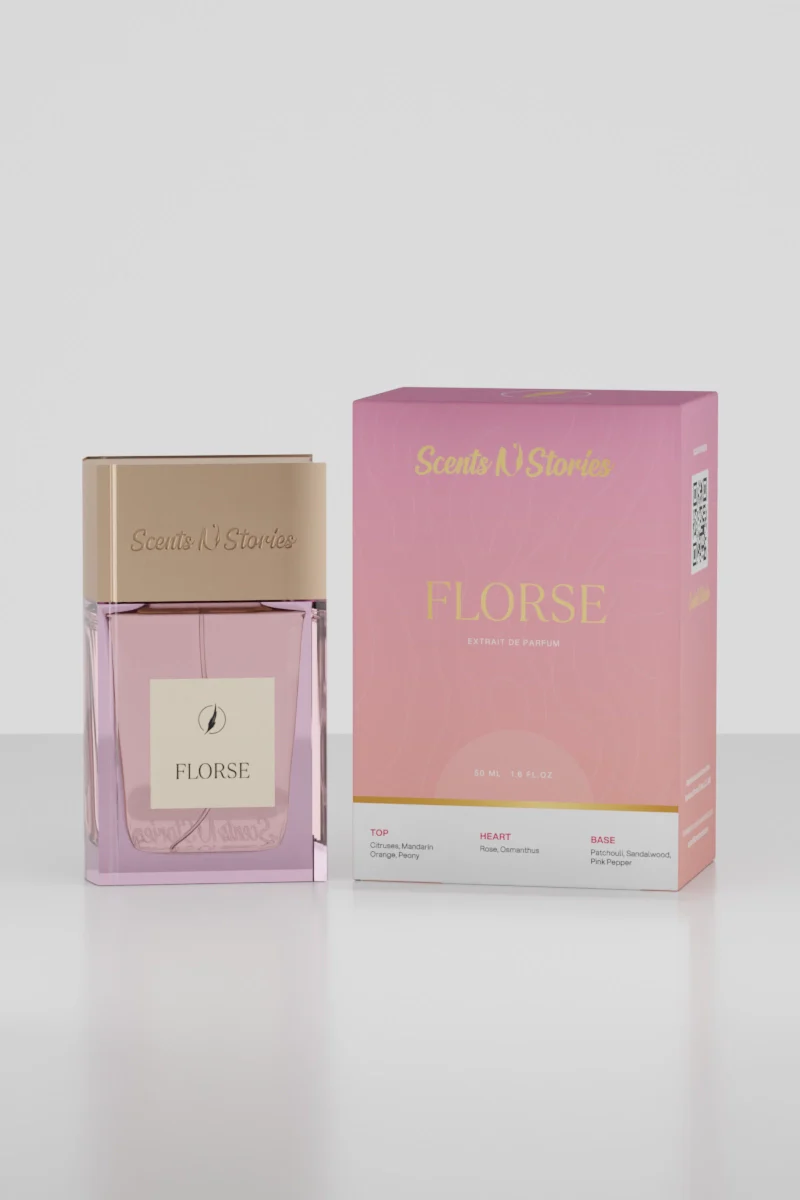 Scents N Stories
FLORSE
Scents N Stories
FLORSE
EXTRAIT DE PARFUM
50 ML 1.8 FL.OZ
TOP
Citruses, Mandarin
Orange, Peony
HEART
Rose, Osmanthus
BASE
Patchouli, Sandalwood,
Pink Pepper